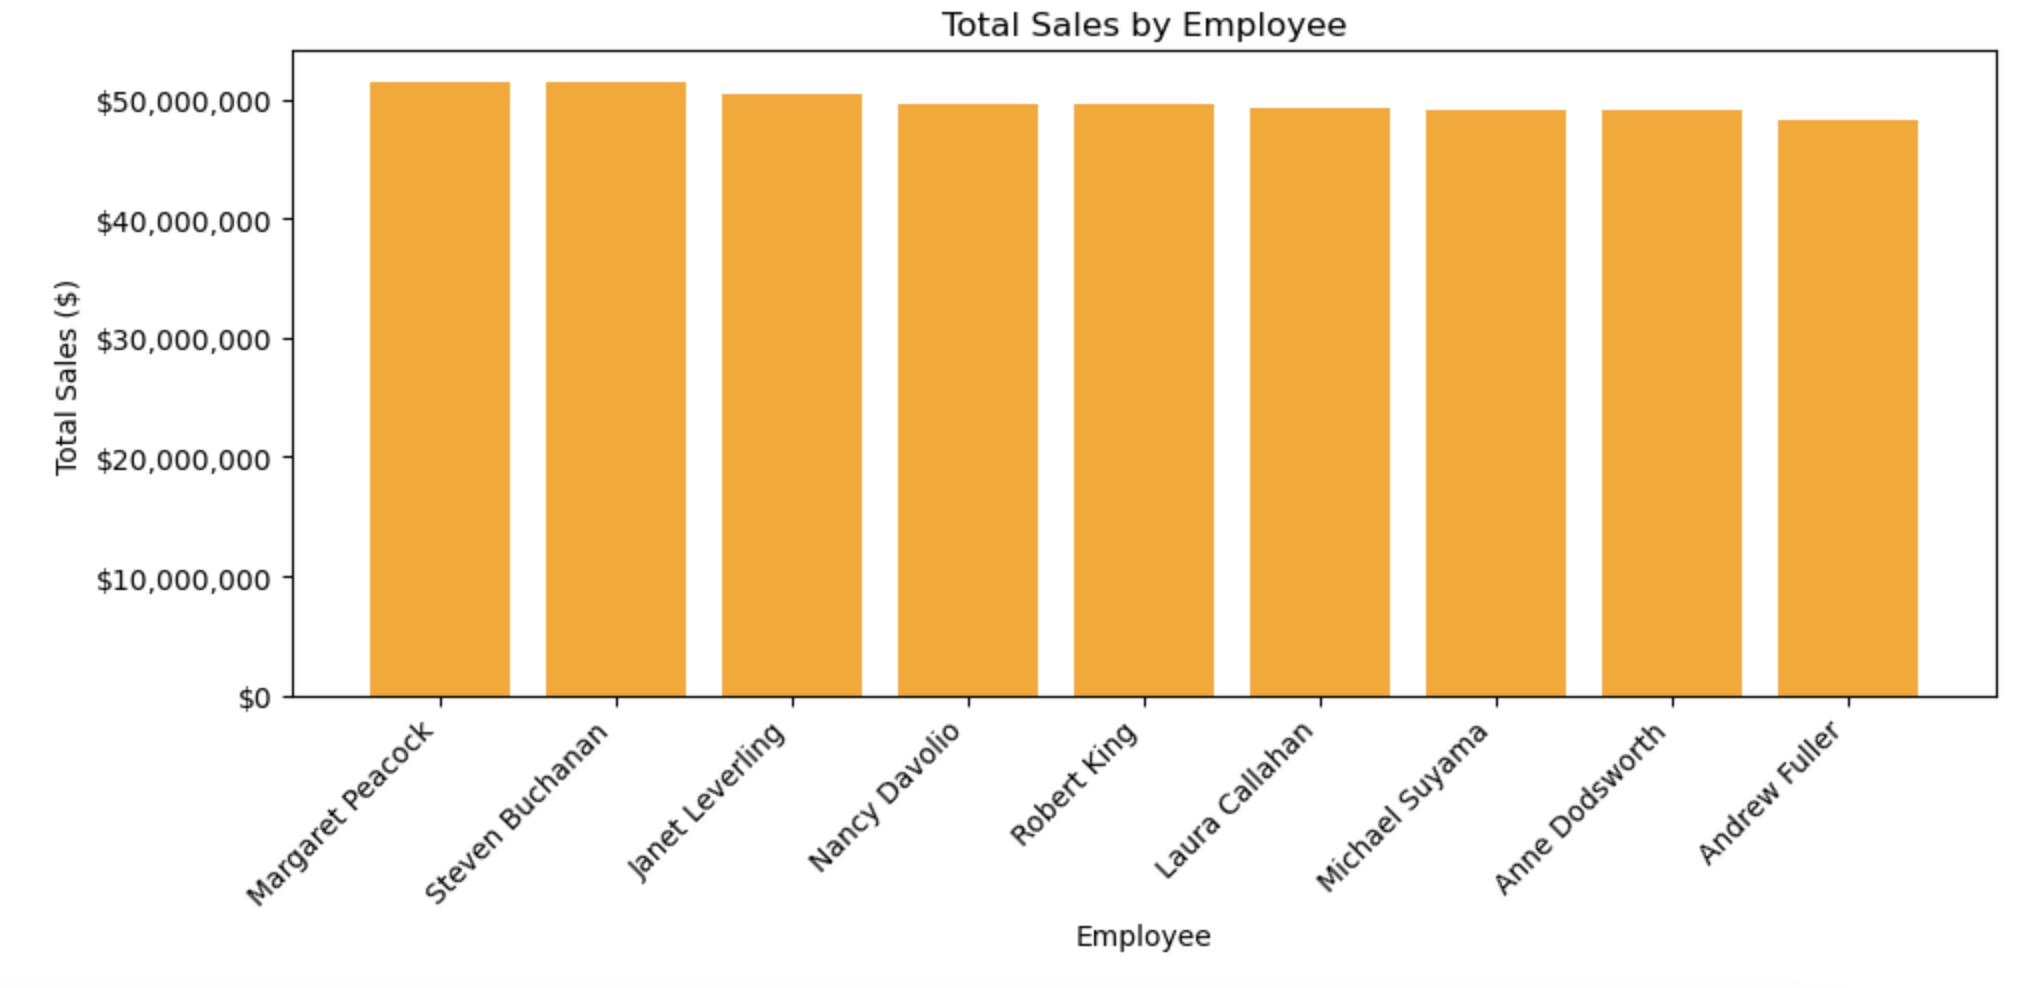 Total Sales by Employee
Total Sales ($)
$50,000,000
$40,000,000
$30,000,000
$20,000,000
$10,000,000
$0
Margaret Peacock
Steven Buchanan
Janet Leverling
Nancy Davolio
Robert King
Laura Callahan
Michael Suyama
Anne Dodsworth
Andrew Fuller
Employee